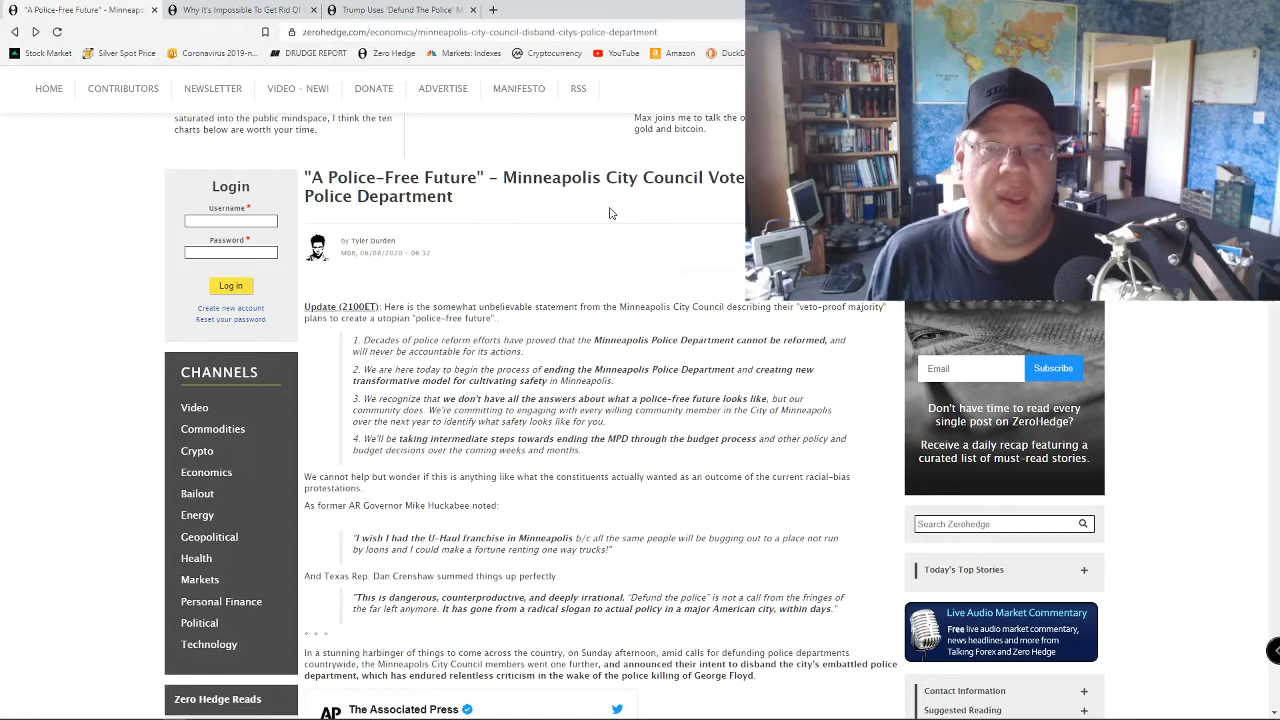 "A Police-Free Future" - Minneapo
Why It's Impossible To Get Rid Of
Trump Uses 'Defund The Police' M
zerohedge.com/economics/minneapolis-city-council-disband-citys-police-department
Stock Market
Silver Spot Price
Coronavirus 2019-n...
DRUDGE REPORT
Zero Hedge
Markets: Indexes
Cryptocurrency
YouTube
Amazon
DuckD
HOME
CONTRIBUTORS
NEWSLETTER
VIDEO - NEW!
DONATE
ADVERTISE
MANIFESTO
RSS
saturated into the public mindspace, I think the ten
charts below are worth your time.
Max joins me to talk the
gold and bitcoin.
Login
Username *
Password *
Log in
Create new account
Reset your password
CHANNELS
Video
Commodities
Crypto
Economics
Bailout
Energy
Geopolitical
Health
Markets
Personal Finance
Political
Technology
Zero Hedge Reads
"A Police-Free Future" - Minneapolis City Council Vote
Police Department
by Tyler Durden
Mon, 06/08/2020 - 06:32
Update (2100ET): Here is the somewhat unbelievable statement from the Minneapolis City Council describing their "veto-proof majority"
plans to create a utopian "police-free future"..
1. Decades of police reform efforts have proved that the Minneapolis Police Department cannot be reformed, and
will never be accountable for its actions.
2. We are here today to begin the process of ending the Minneapolis Police Department and creating new
transformative model for cultivating safety in Minneapolis.
3. We recognize that we don't have all the answers about what a police-free future looks like, but our
community does. We're committing to engaging with every willing community member in the City of Minneapolis
over the next year to identify what safety looks like for you.
4. We'll be taking intermediate steps towards ending the MPD through the budget process and other policy and
budget decisions over the coming weeks and months.
We cannot help but wonder if this is anything like what the constituents actually wanted as an outcome of the current racial-bias
protestations.
As former AR Governor Mike Huckabee noted:
"I wish I had the U-Haul franchise in Minneapolis b/c all the same people will be bugging out to a place not run
by loons and I could make a fortune renting one way trucks!"
And Texas Rep. Dan Crenshaw summed things up perfectly.
"This is dangerous, counterproductive, and deeply irrational. "Defund the police" is not a call from the fringes of
the far left anymore. It has gone from a radical slogan to actual policy in a major American city, within days."
* * *
In a stunning harbinger of things to come across the country, on Sunday afternoon, amid calls for defunding police departments
countrywide, the Minneapolis City Council members went one further, and announced their intent to disband the city's embattled police
department, which has endured relentless criticism in the wake of the police killing of George Floyd.
AP The Associated Press
Email
Subscribe
Don't have time to read every
single post on ZeroHedge?
Receive a daily recap featuring a
curated list of must-read stories.
Search Zerohedge
Today's Top Stories +
Live Audio Market Commentary
Free live audio market commentary,
news headlines and more from
Talking Forex and Zero Hedge
Contact Information +
Suggested Reading +